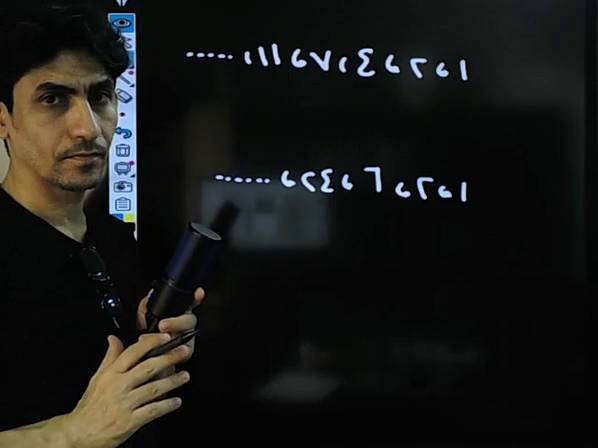 ١ ، ٢ ، ٤ ، ٧ ، ١١ ، .....
١ ، ٢ ، ٦ ، ٢٤ ، ......